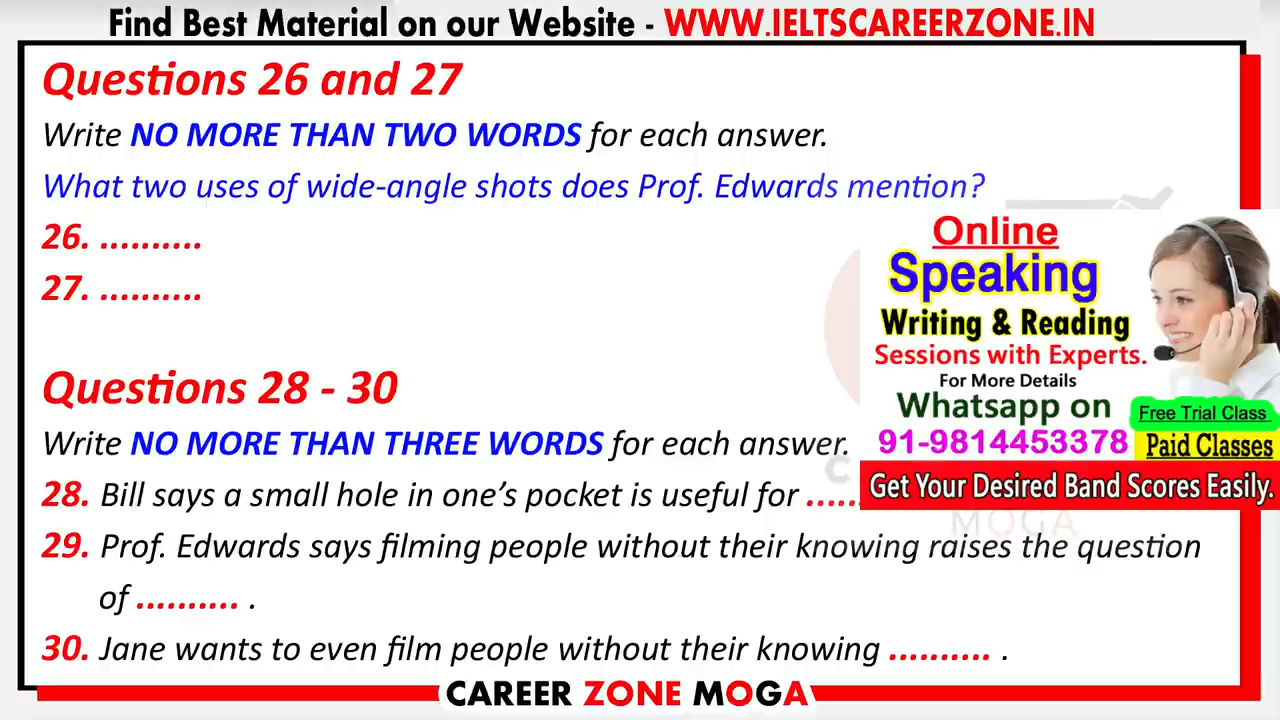 Find Best Material on our Website - WWW.IELTSCAREERZONE.IN
Questions 26 and 27
Write NO MORE THAN TWO WORDS for each answer.
What two uses of wide-angle shots does Prof. Edwards mention?
26. ..........
27. ..........
Questions 28 - 30
Write NO MORE THAN THREE WORDS for each answer.
28. Bill says a small hole in one's pocket is useful for ......
29. Prof. Edwards says filming people without their knowing raises the question
of .......... .
30. Jane wants to even film people without their knowing .......... .
Online
Speaking
Writing & Reading
Sessions with Experts.
For More Details
Whatsapp on
91-9814453378
Free Trial Class
Paid Classes
Get Your Desired Band Scores Easily.
MOGA
CAREER ZONE MOGA